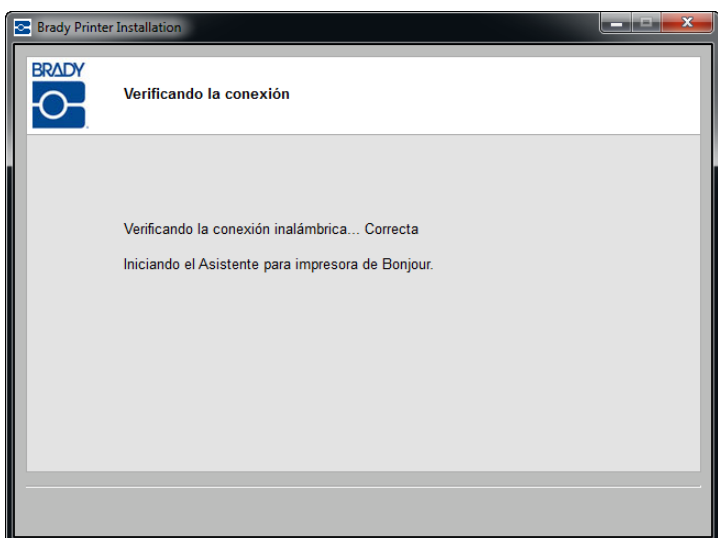 Brady Printer Installation
BRADY
Verificando la conexión
Verificando la conexión inalámbrica... Correcta
Iniciando el Asistente para impresora de Bonjour.